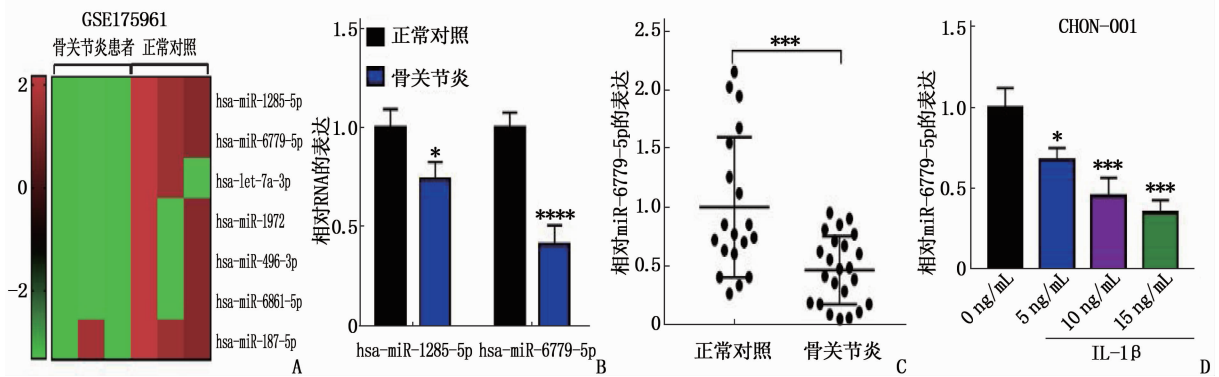 GSE175961
骨关节炎患者 正常对照
2
0
-2
hsa-miR-1285-5p
hsa-miR-6779-5p
hsa-let-7a-3p
hsa-miR-1972
hsa-miR-496-3p
hsa-miR-6861-5p
hsa-miR-187-5p
A
相对RNA的表达
1.5
1.0
0.5
0
正常对照
骨关节炎
*
****
hsa-miR-1285-5p hsa-miR-6779-5p
B
相对miR-6779-5p的表达
2.5
2.0
1.5
1.0
0.5
0
***
正常对照 骨关节炎
C
CHON-001
相对miR-6779-5p的表达
1.5
1.0
0.5
0
*
***
***
0 ng/mL
5 ng/mL
10 ng/mL
15 ng/mL
IL-1β
D